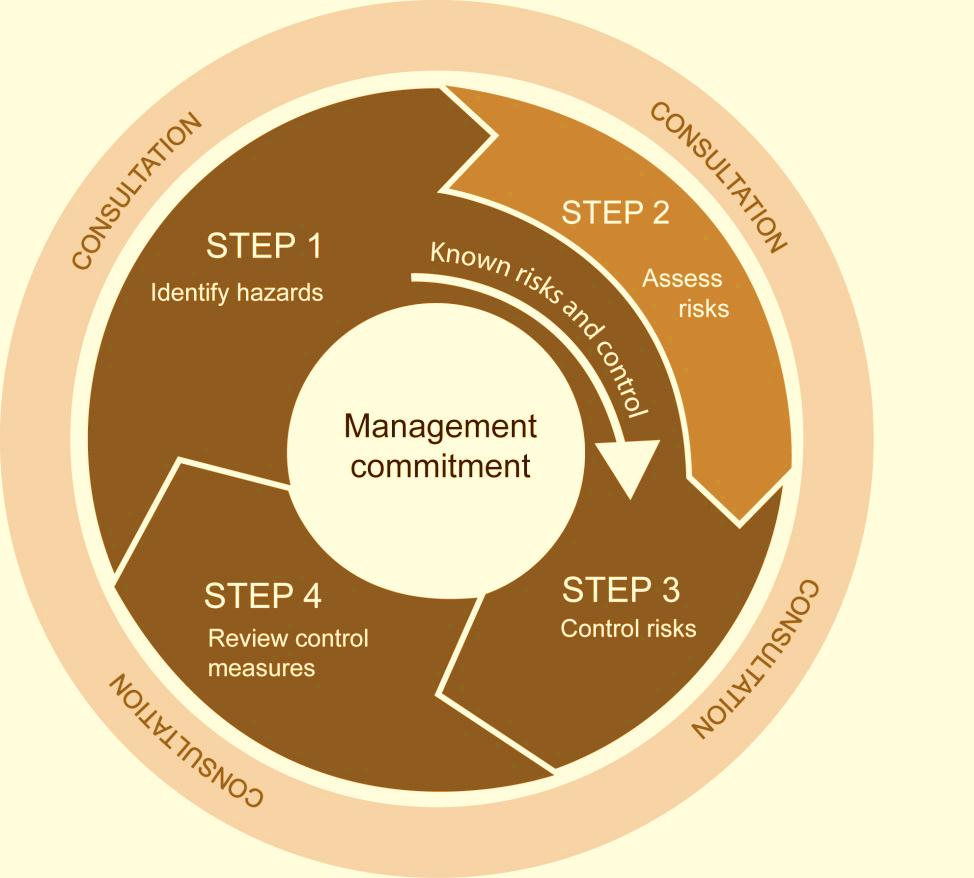 CONSULTATION
CONSULTATION
STEP 1
Identify hazards
STEP 2
Assess
risks
Known risks and control
Management
commitment
STEP 3
Control risks
STEP 4
Review control
measures
CONSULTATION
CONSULTATION